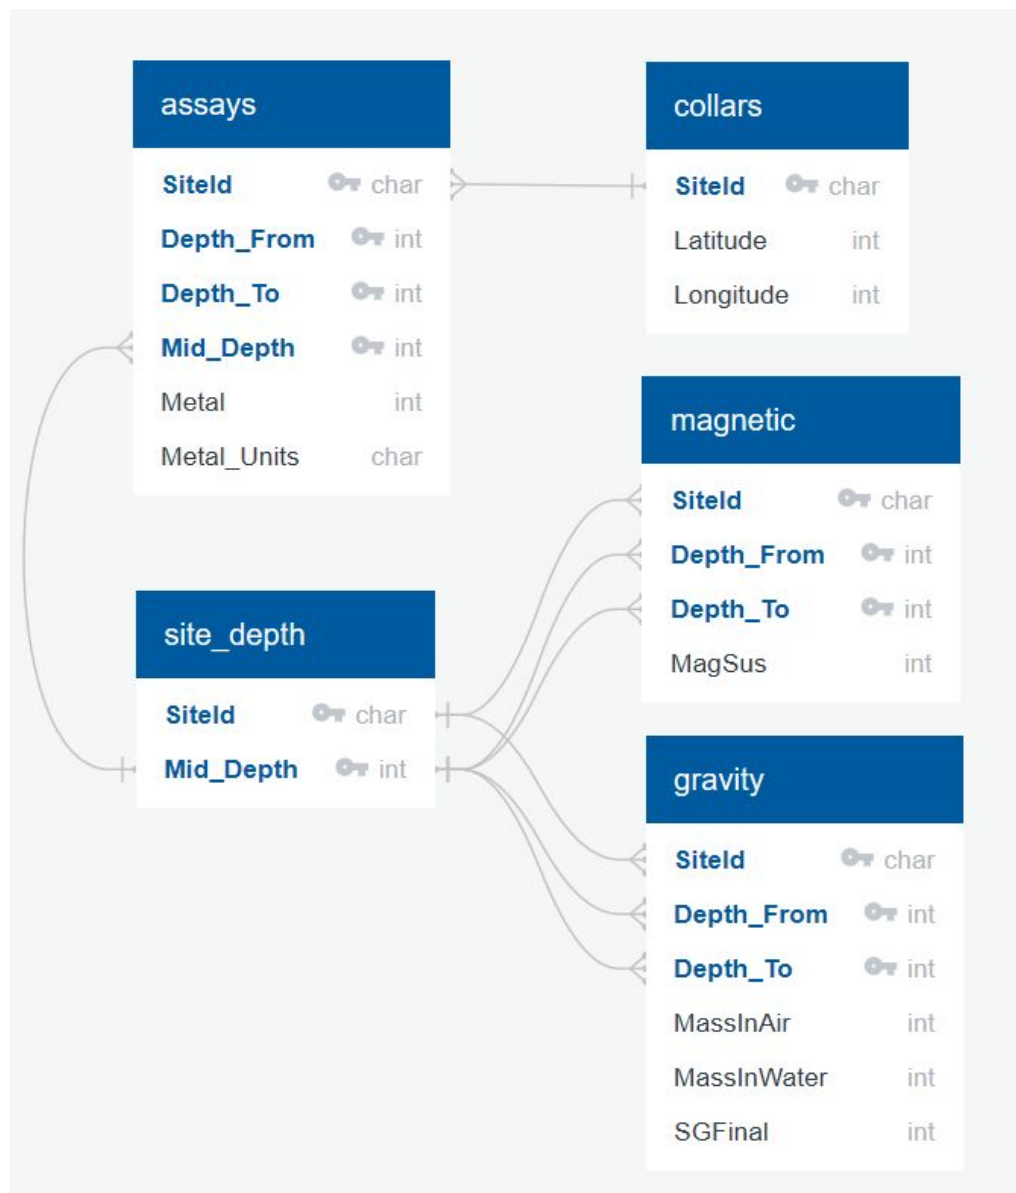 assays
SiteId char
Depth_From int
Depth_To int
Mid_Depth int
Metal int
Metal_Units char
collars
SiteId char
Latitude int
Longitude int
magnetic
SiteId char
Depth_From int
Depth_To int
MagSus int
site_depth
SiteId char
Mid_Depth int
gravity
SiteId char
Depth_From int
Depth_To int
MassInAir int
MassInWater int
SGFinal int